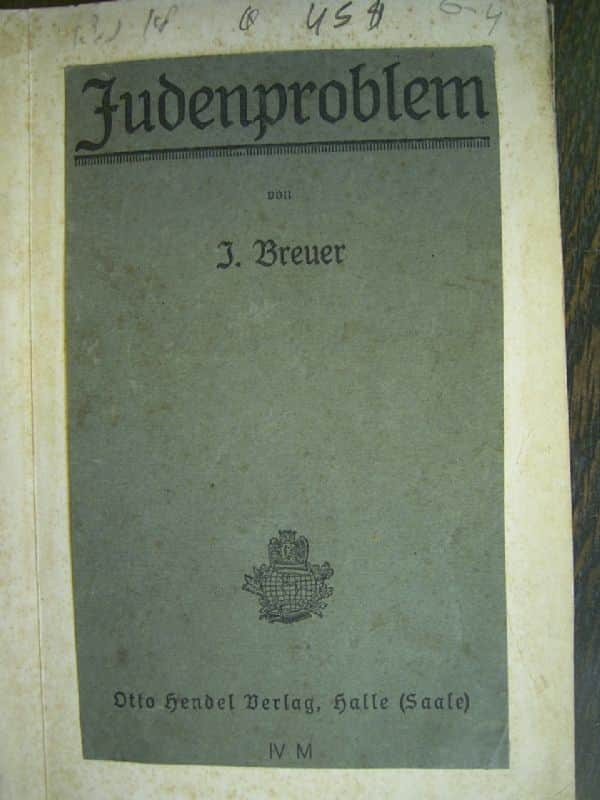 Judenproblem
von
J. Breuer
Otto Hendel Verlag, Halle (Saale)
IV M